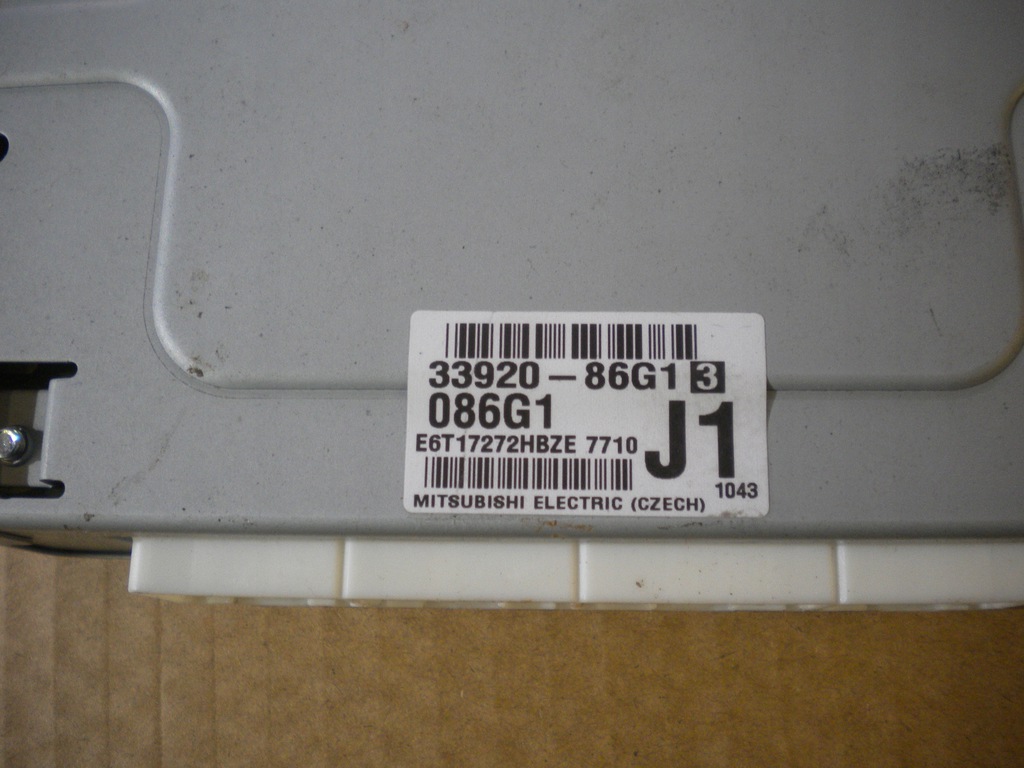 33920-86G1 3
086G1
J1
E6T17272HBZE 7710
1043
MITSUBISHI ELECTRIC (CZECH)